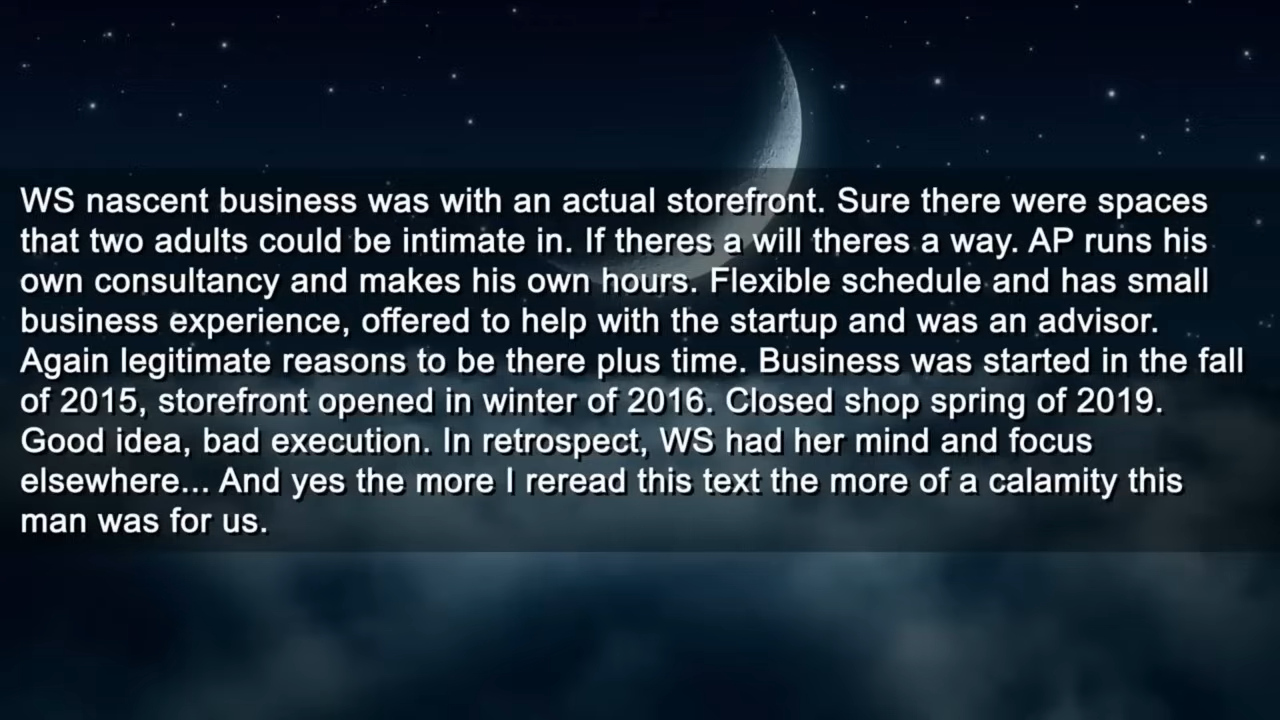 WS nascent business was with an actual storefront. Sure there were spaces
that two adults could be intimate in. If theres a will theres a way. AP runs his
own consultancy and makes his own hours. Flexible schedule and has small
business experience, offered to help with the startup and was an advisor.
Again legitimate reasons to be there plus time. Business was started in the fall
of 2015, storefront opened in winter of 2016. Closed shop spring of 2019.
Good idea, bad execution. In retrospect, WS had her mind and focus
elsewhere... And yes the more I reread this text the more of a calamity this
man was for us.